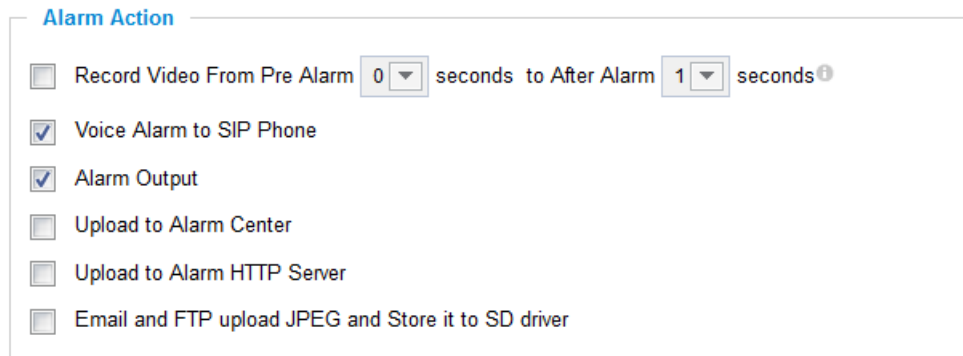 Alarm Action
Record Video From Pre Alarm 0 seconds to After Alarm 1 seconds
Voice Alarm to SIP Phone
Alarm Output
Upload to Alarm Center
Upload to Alarm HTTP Server
Email and FTP upload JPEG and Store it to SD driver